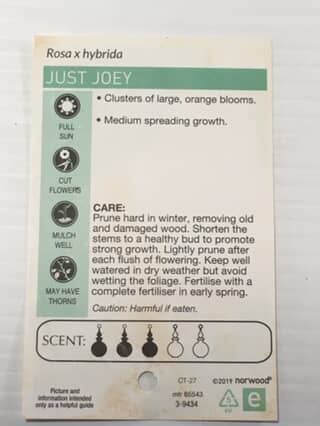 Rosa x hybrida
JUST JOEY
• Clusters of large, orange blooms.
• Medium spreading growth.
FULL
SUN
CUT
FLOWERS
MULCH
WELL
MAY HAVE
THORNS
CARE:
Prune hard in winter, removing old
and damaged wood. Shorten the
stems to a healthy bud to promote
strong growth. Lightly prune after
each flush of flowering. Keep well
watered in dry weather but avoid
wetting the foliage. Fertilise with a
complete fertiliser in early spring.
Caution: Harmful if eaten.
SCENT:
Picture and
information intended
only as a helpful guide
CT-27
©2019 norwood
mtr 85543
3-9434
5
e